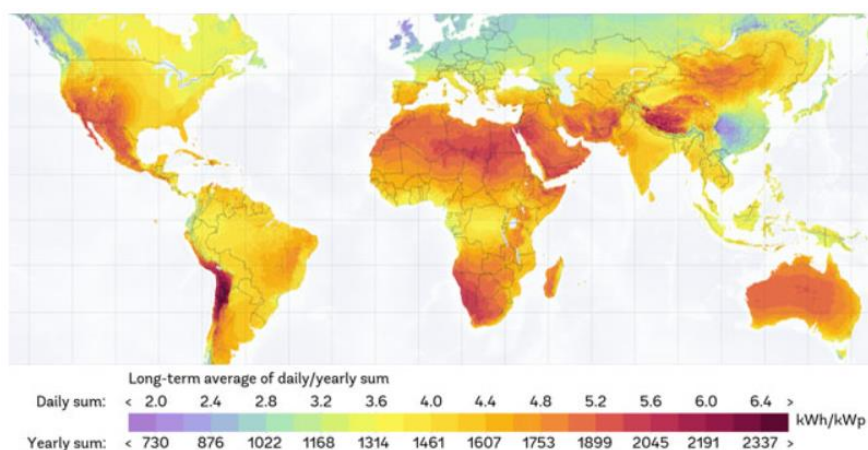 Long-term average of daily/yearly sum
Daily sum: < 2.0 2.4 2.8 3.2 3.6 4.0 4.4 4.8 5.2 5.6 6.0 6.4 >
kWh/kWp
Yearly sum: < 730 876 1022 1168 1314 1461 1607 1753 1899 2045 2191 2337 >